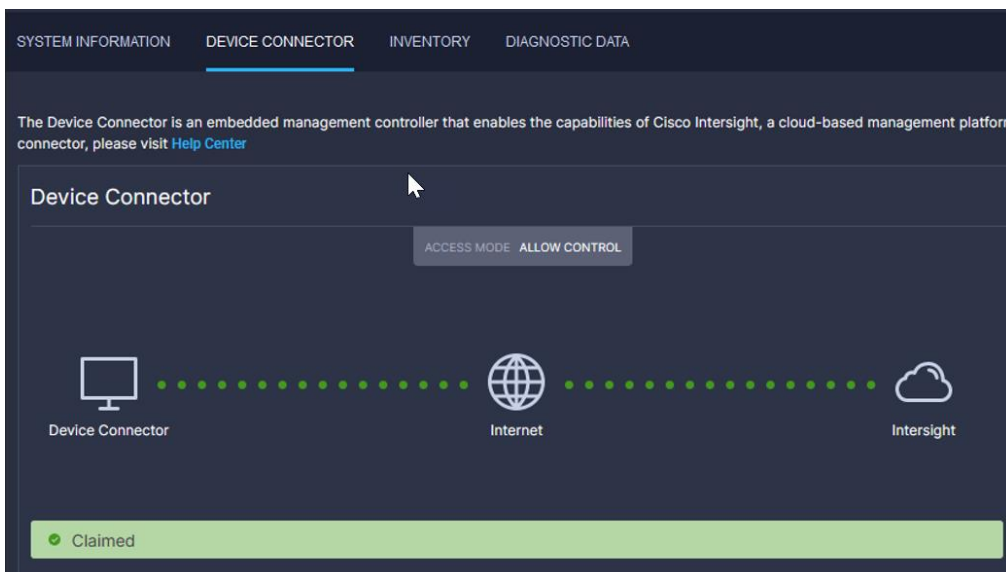 SYSTEM INFORMATION DEVICE CONNECTOR INVENTORY DIAGNOSTIC DATA
The Device Connector is an embedded management controller that enables the capabilities of Cisco Intersight, a cloud-based management
connector, please visit Help Center
Device Connector
ACCESS MODE ALLOW CONTROL
Device Connector Internet Intersight
Claimed